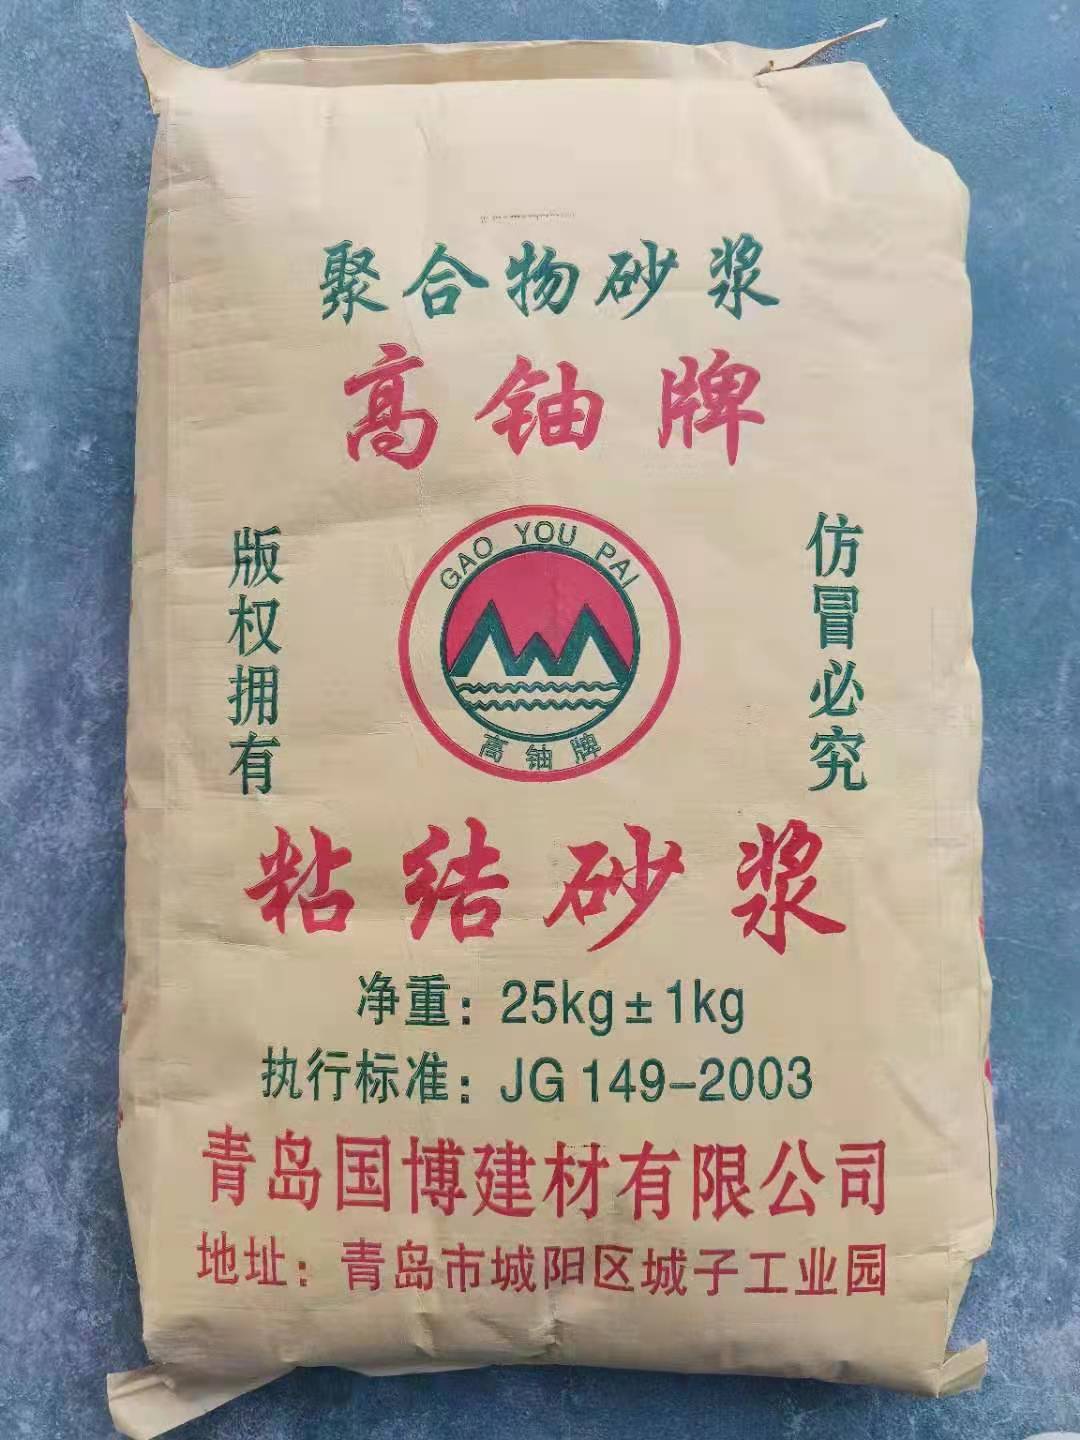 聚合物砂浆
高铀牌
版权拥有
GAO YOU PAI
高铀牌
仿冒必究
粘结砂浆
净重：25kg±1kg
执行标准：JG 149-2003
青岛国博建材有限公司
地址：青岛市城阳区城子工业园